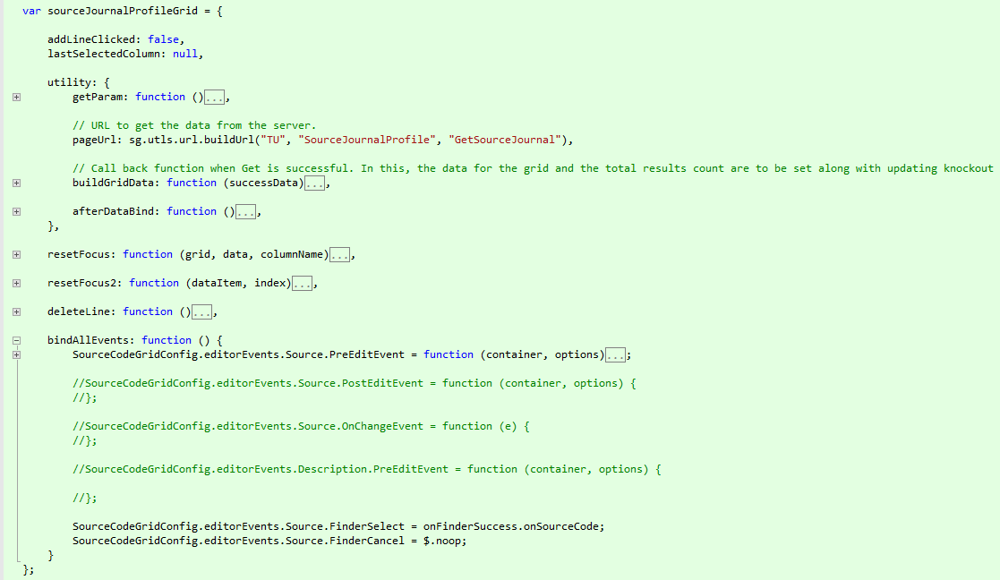 var sourceJournalProfileGrid = {
addLineClicked: false,
lastSelectedColumn: null,
utility: {
getParam: function ()...,
// URL to get the data from the server.
pageUrl: sg.utls.url.buildUrl("TU", "SourceJournalProfile", "GetSourceJournal"),
// Call back function when Get is successful. In this, the data for the grid and the total results count are to be set along with updating knockout
buildGridData: function (successData)...,
afterDataBind: function ()...,
},
resetFocus: function (grid, data, columnName)...,
resetFocus2: function (dataItem, index)...,
deleteLine: function ()...,
bindAllEvents: function () {
SourceCodeGridConfig.editorEvents.Source.PreEditEvent = function (container, options)...;
//SourceCodeGridConfig.editorEvents.Source.PostEditEvent = function (container, options) {
//};
//SourceCodeGridConfig.editorEvents.Source.OnChangeEvent = function (e) {
//};
//SourceCodeGridConfig.editorEvents.Description.PreEditEvent = function (container, options) {
//};
SourceCodeGridConfig.editorEvents.Source.FinderSelect = onFinderSuccess.onSourceCode;
SourceCodeGridConfig.editorEvents.Source.FinderCancel = $.noop;
}
};